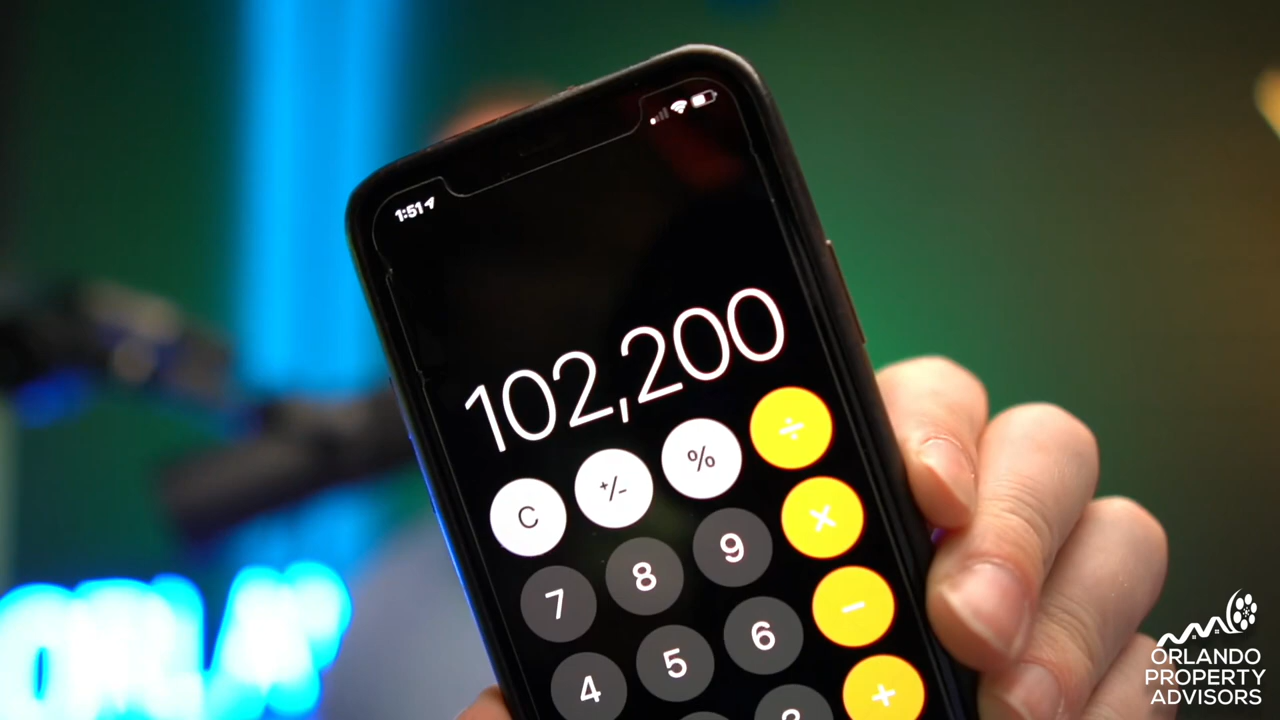 1:51
102,200
C +/- % ÷
7 8 9 ×
4 5 6 −
+
ORLANDO
PROPERTY
ADVISORS